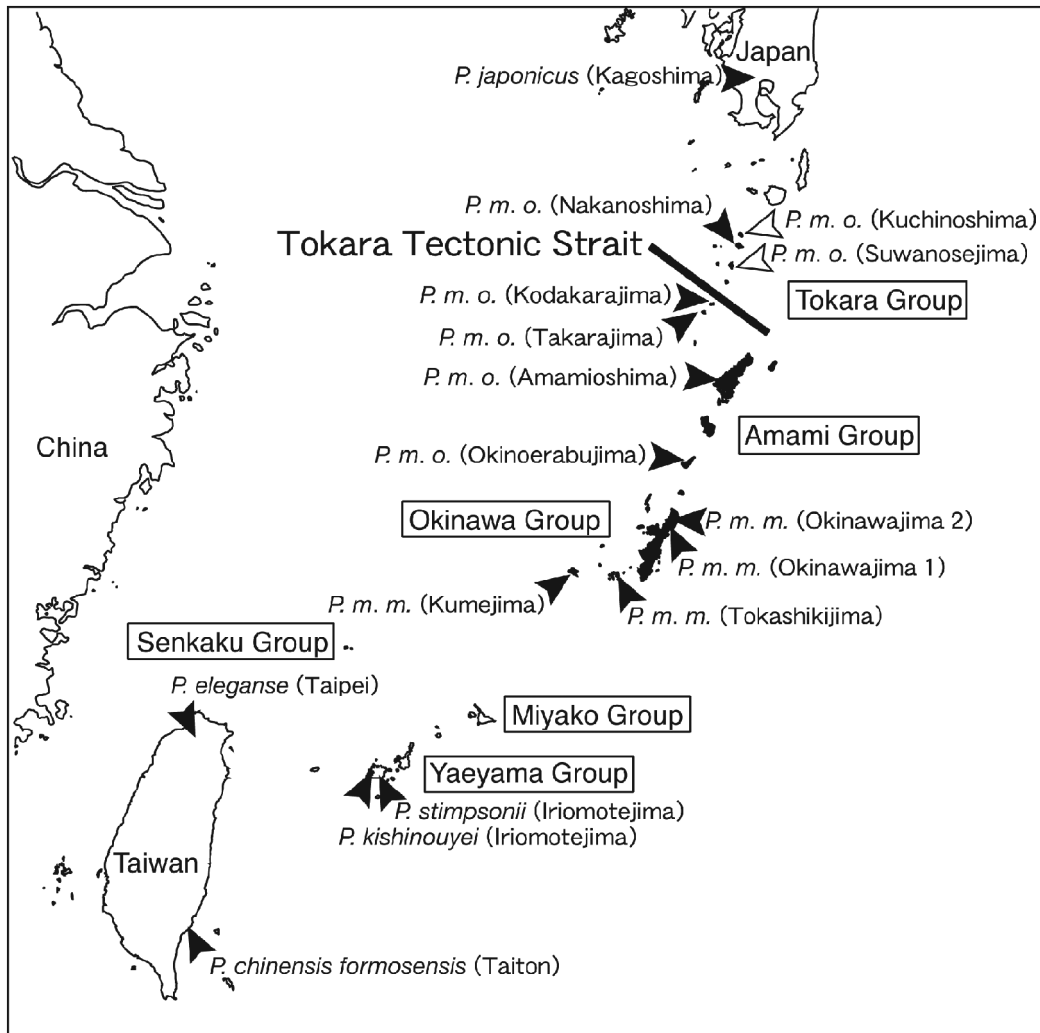 Japan
P. japonicus (Kagoshima)
P. m. o. (Nakanoshima)
P. m. o. (Kuchinoshima)
Tokara Tectonic Strait
P. m. o. (Suwanosejima)
P. m. o. (Kodakarajima)
Tokara Group
P. m. o. (Takarajima)
P. m. o. (Amamioshima)
China
Amami Group
P. m. o. (Okinoerabujima)
Okinawa Group
P. m. m. (Okinawajima 2)
P. m. m. (Okinawajima 1)
P. m. m. (Kumejima)
P. m. m. (Tokashikijima)
Senkaku Group
P. eleganse (Taipei)
Miyako Group
Yaeyama Group
P. stimpsonii (Iriomotejima)
P. kishinouyei (Iriomotejima)
Taiwan
P. chinensis formosensis (Taiton)